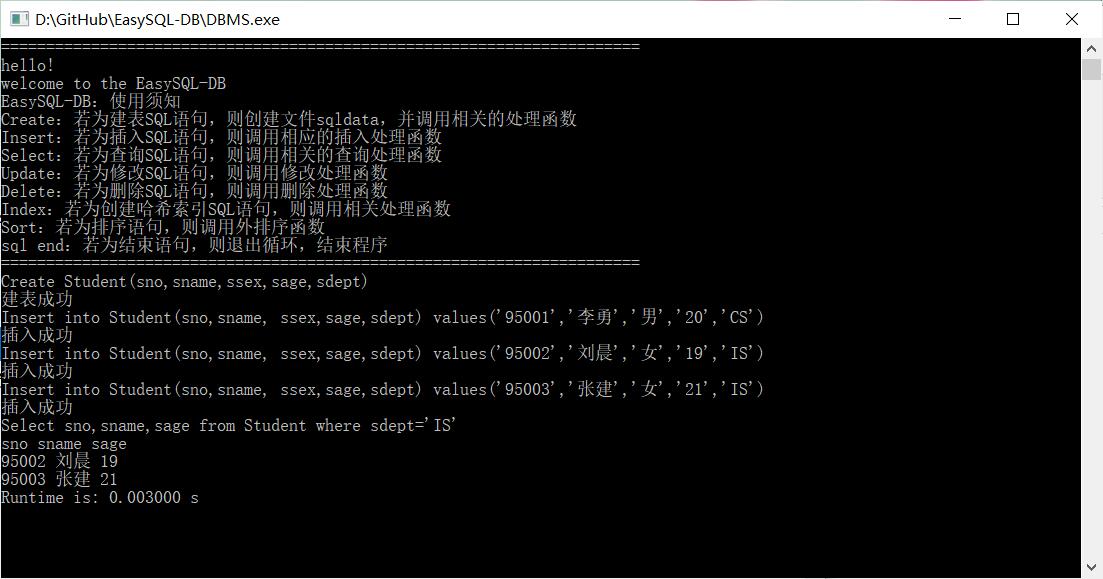 D:\GitHub\EasySQL-DB\DBMS.exe
=======================================================================
hello!
welcome to the EasySQL-DB
EasySQL-DB：使用须知
Create：若为建表SQL语句，则创建文件sqldata，并调用相关的处理函数
Insert：若为插入SQL语句，则调用相应的插入处理函数
Select：若为查询SQL语句，则调用相关的查询处理函数
Update：若为修改SQL语句，则调用修改处理函数
Delete：若为删除SQL语句，则调用删除处理函数
Index：若为创建哈希索引SQL语句，则调用相关处理函数
Sort：若为排序语句，则调用外排序函数
sql end：若为结束语句，则退出循环，结束程序
=======================================================================
Create Student(sno,sname,ssex,sage,sdept)
建表成功
Insert into Student(sno,sname, ssex,sage,sdept) values('95001','李勇','男','20','CS')
插入成功
Insert into Student(sno,sname, ssex,sage,sdept) values('95002','刘晨','女','19','IS')
插入成功
Insert into Student(sno,sname, ssex,sage,sdept) values('95003','张建','女','21','IS')
插入成功
Select sno,sname,sage from Student where sdept='IS'
sno sname sage
95002 刘晨 19
95003 张建 21
Runtime is: 0.003000 s